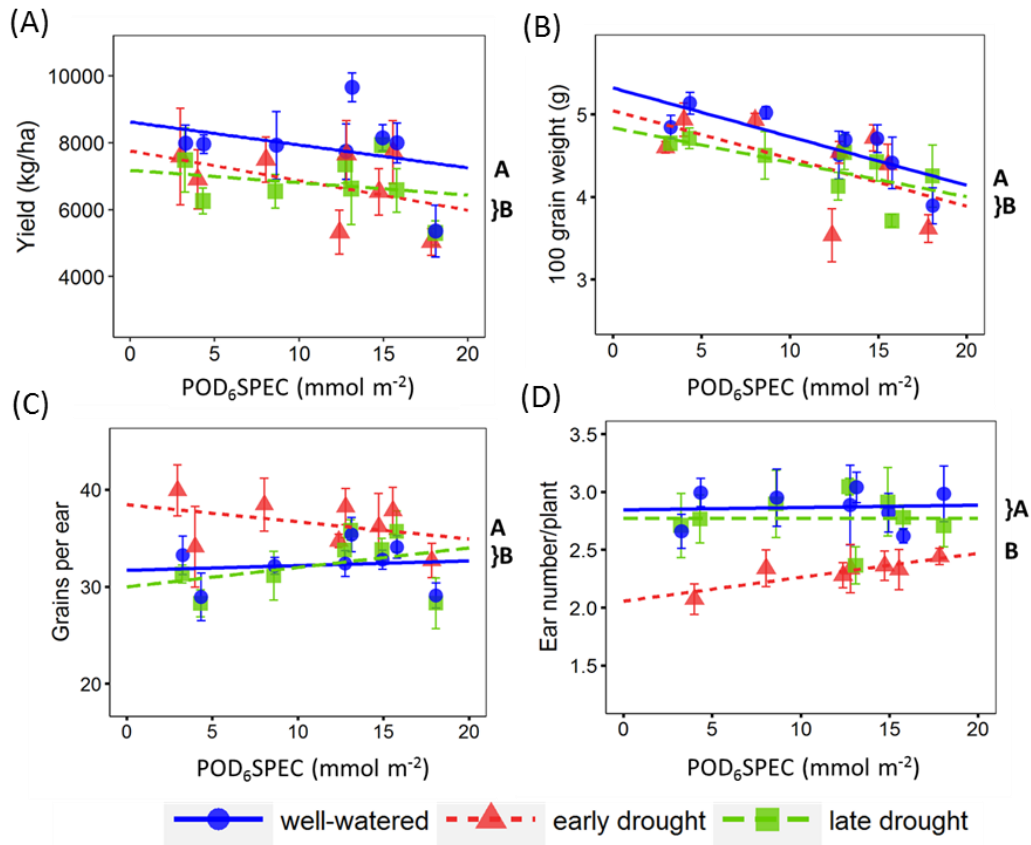 (A)
Yield (kg/ha)
10000
8000
6000
4000
A
}B
0 5 10 15 20
POD₆SPEC (mmol m⁻²)
(B)
100 grain weight (g)
5
4
3
A
}B
0 5 10 15 20
POD₆SPEC (mmol m⁻²)
(C)
Grains per ear
40
30
20
A
}B
0 5 10 15 20
POD₆SPEC (mmol m⁻²)
(D)
Ear number/plant
3.5
3.0
2.5
2.0
1.5
}A
B
0 5 10 15 20
POD₆SPEC (mmol m⁻²)
well-watered early drought late drought